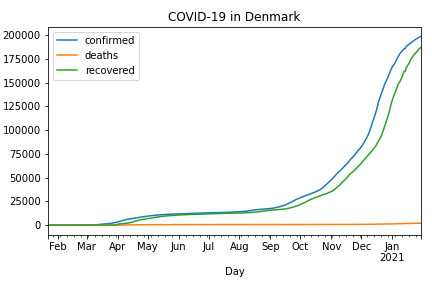 COVID-19 in Denmark
confirmed
deaths
recovered
200000
175000
150000
125000
100000
75000
50000
25000
0
Feb Mar Apr May Jun Jul Aug Sep Oct Nov Dec Jan
2021
Day